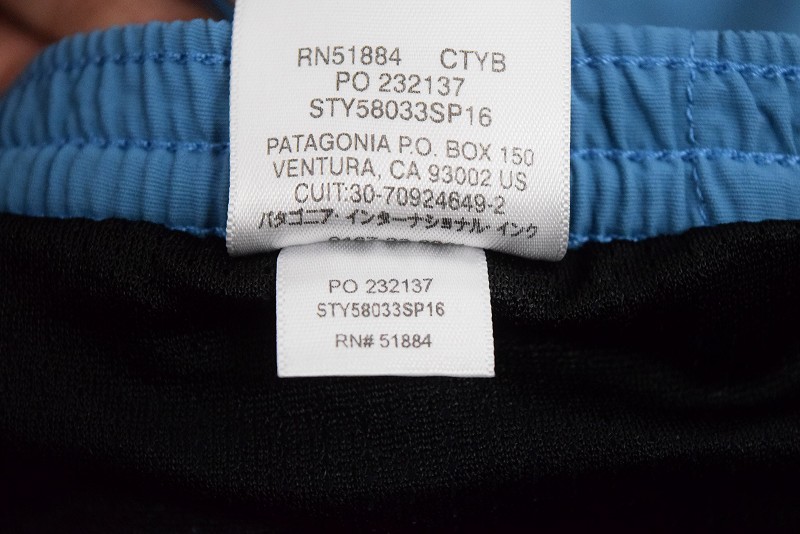 RN51884 CTYB
PO 232137
STY58033SP16
PATAGONIA P.O. BOX 150
VENTURA, CA 93002 US
CUIT:30-70924649-2
パタゴニア・インターナショナル・インク
PO 232137
STY58033SP16
RN# 51884